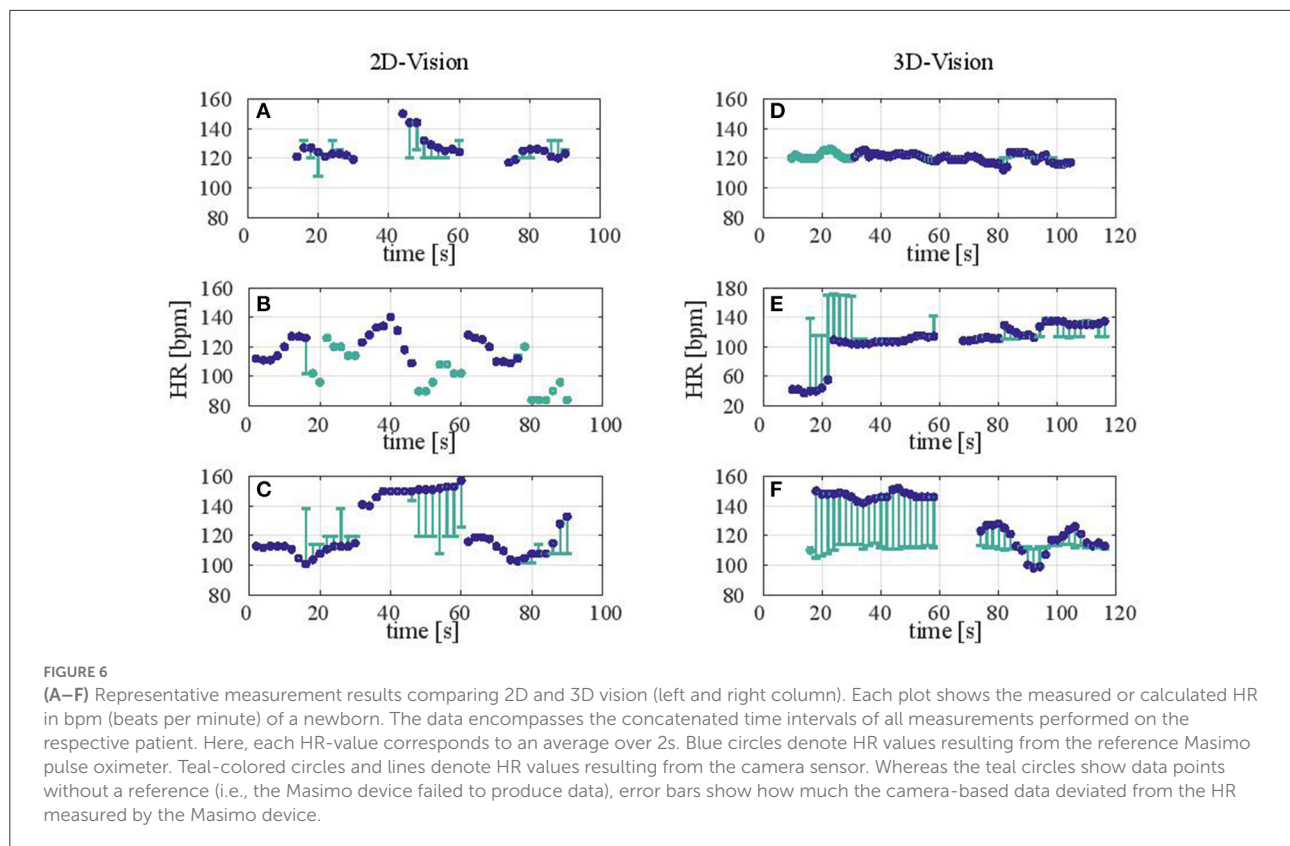 2D-Vision
3D-Vision
A
160
140
120
100
80
0 20 40 60 80 100
time [s]
D
160
140
120
100
80
0 20 40 60 80 100 120
time [s]
B
HR [bpm]
160
140
120
100
80
0 20 40 60 80 100
time [s]
E
HR [bpm]
180
140
100
60
20
0 20 40 60 80 100 120
time [s]
C
160
140
120
100
80
0 20 40 60 80 100
time [s]
F
160
140
120
100
80
0 20 40 60 80 100 120
time [s]
FIGURE 6
(A–F) Representative measurement results comparing 2D and 3D vision (left and right column). Each plot shows the measured or calculated HR
in bpm (beats per minute) of a newborn. The data encompasses the concatenated time intervals of all measurements performed on the
respective patient. Here, each HR-value corresponds to an average over 2s. Blue circles denote HR values resulting from the reference Masimo
pulse oximeter. Teal-colored circles and lines denote HR values resulting from the camera sensor. Whereas the teal circles show data points
without a reference (i.e., the Masimo device failed to produce data), error bars show how much the camera-based data deviated from the HR
measured by the Masimo device.